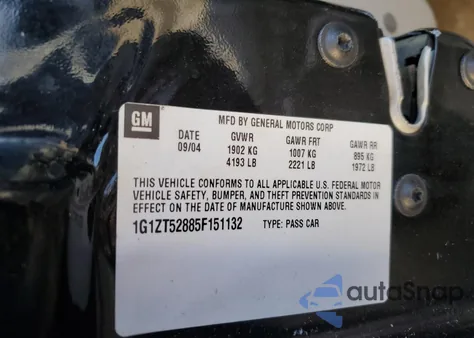 GM
MFD BY GENERAL MOTORS CORP
DATE GVWR GAWR FRT GAWR RR
09/04 1902 KG 1007 KG 895 KG
4193 LB 2221 LB 1972 LB
THIS VEHICLE CONFORMS TO ALL APPLICABLE U.S. FEDERAL MOTOR
VEHICLE SAFETY, BUMPER, AND THEFT PREVENTION STANDARDS IN
EFFECT ON THE DATE OF MANUFACTURE SHOWN ABOVE.
1G1ZT52885F151132 TYPE: PASS CAR
autoSnap